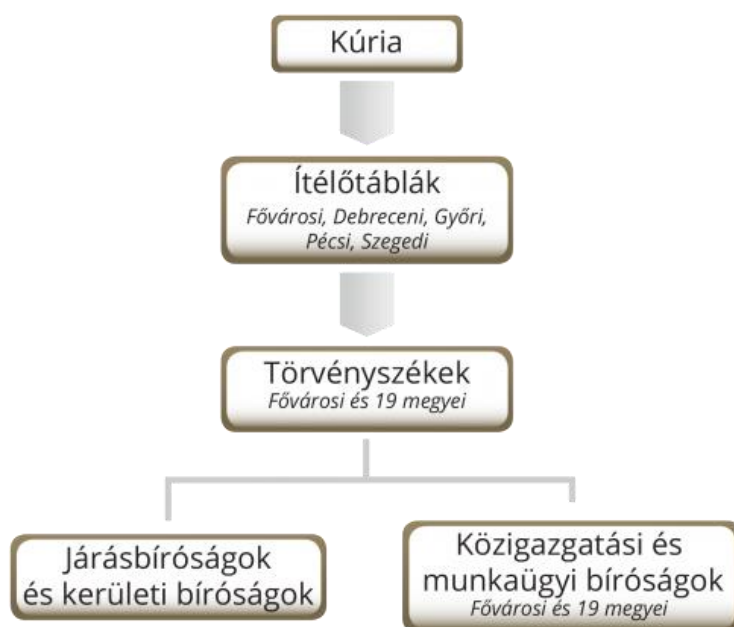 Kúria
Ítélőtáblák
Fővárosi, Debreceni, Győri,
Pécsi, Szegedi
Törvényszékek
Fővárosi és 19 megyei
Járásbíróságok
és kerületi bíróságok
Közigazgatási és
munkaügyi bíróságok
Fővárosi és 19 megyei